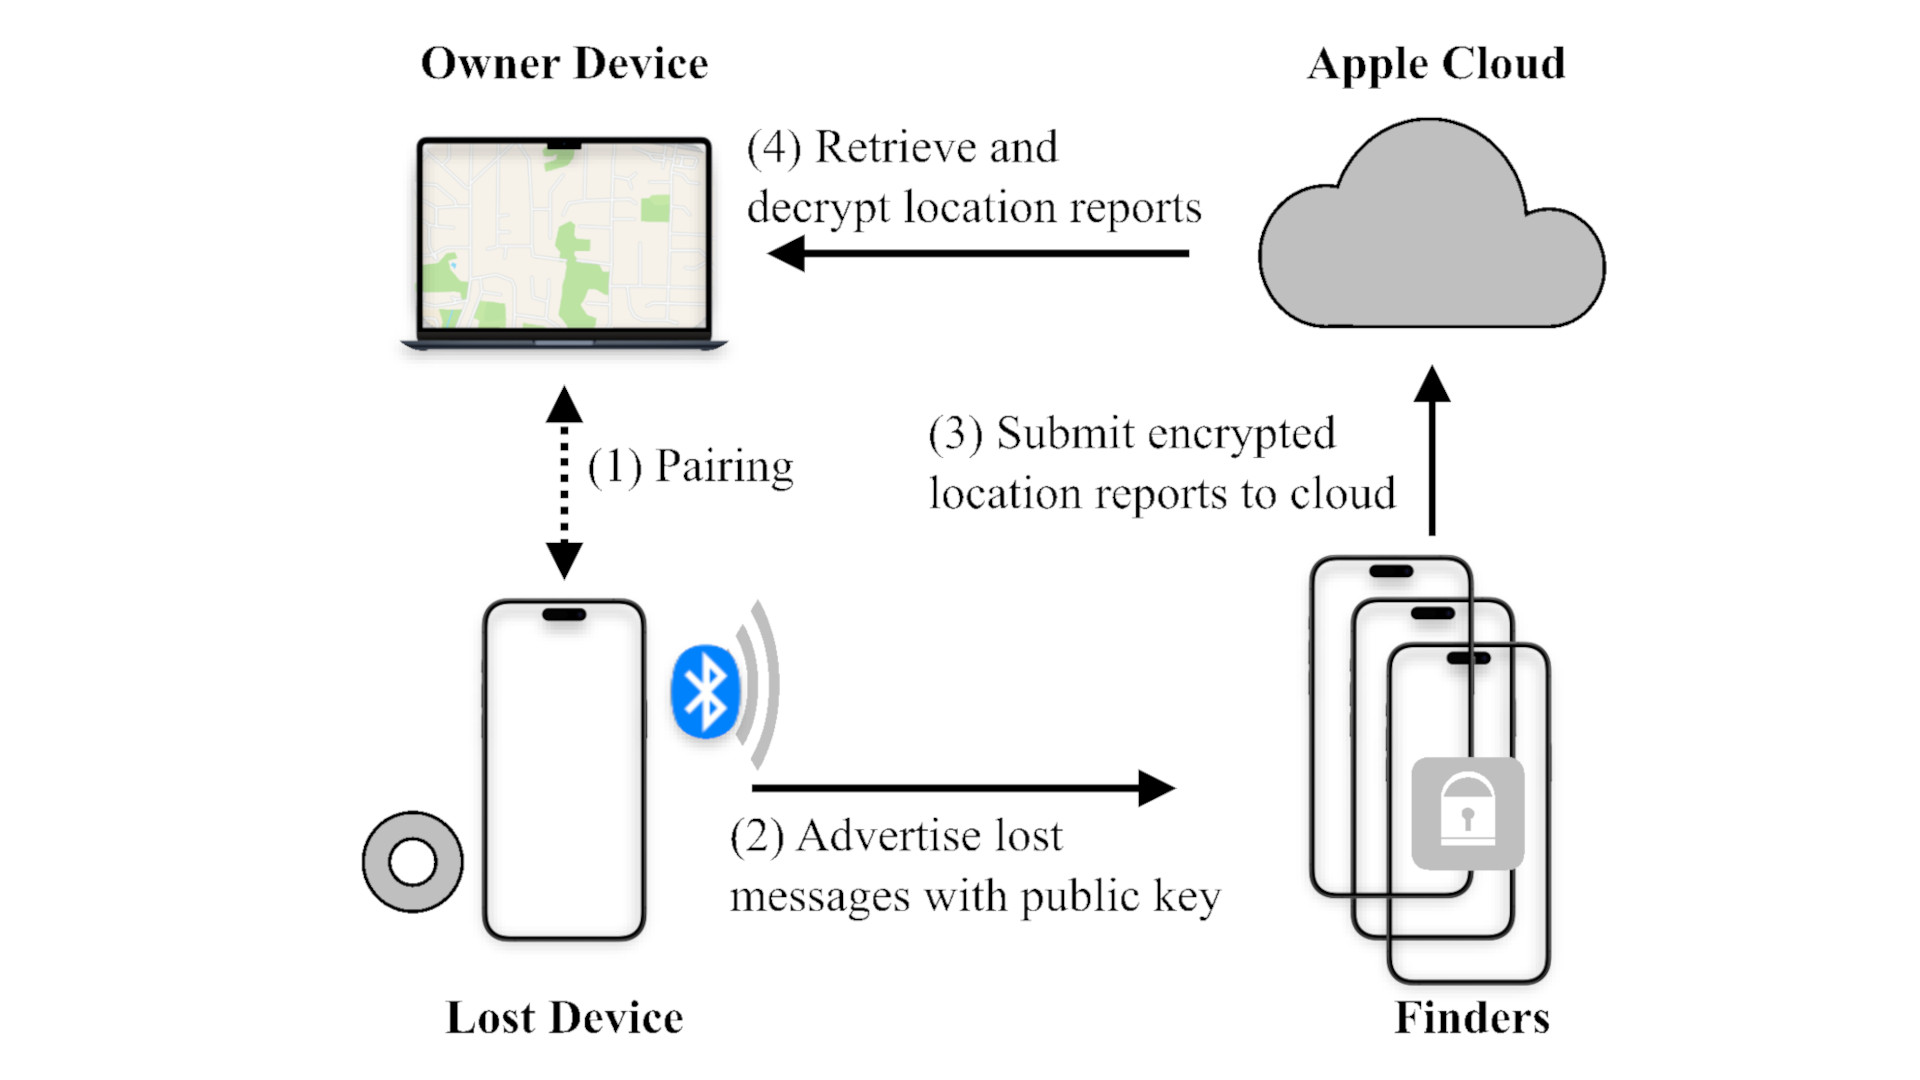 Owner Device
Apple Cloud
(4) Retrieve and
decrypt location reports
(1) Pairing
(3) Submit encrypted
location reports to cloud
(2) Advertise lost
messages with public key
Lost Device
Finders